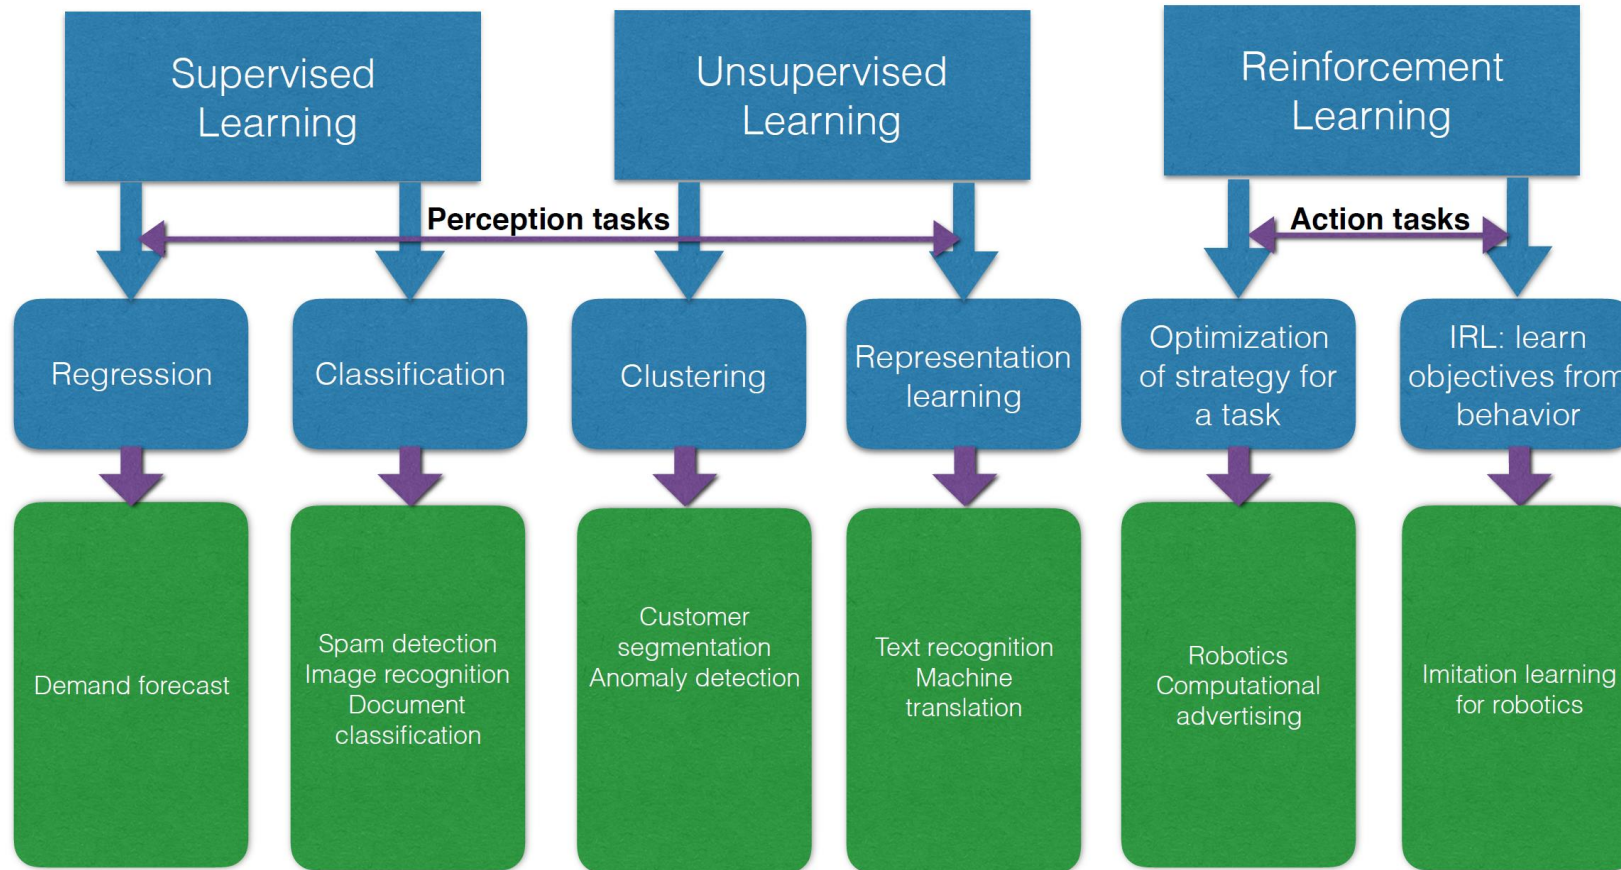 Supervised
Learning
Unsupervised
Learning
Reinforcement
Learning
Perception tasks
Action tasks
Regression
Classification
Clustering
Representation
learning
Optimization
of strategy for
a task
IRL: learn
objectives from
behavior
Demand forecast
Spam detection
Image recognition
Document
classification
Customer
segmentation
Anomaly detection
Text recognition
Machine
translation
Robotics
Computational
advertising
Imitation learning
for robotics